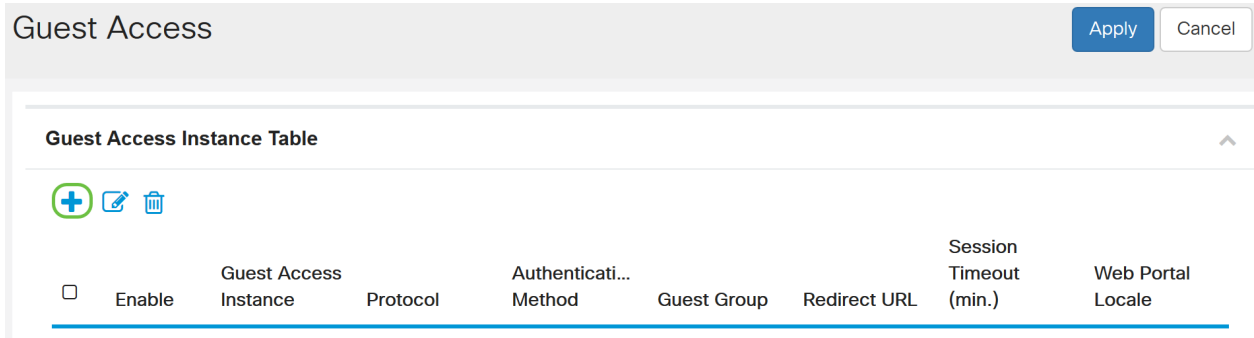 Guest Access
Apply
Cancel
Guest Access Instance Table
Enable
Guest Access Instance
Protocol
Authenticati... Method
Guest Group
Redirect URL
Session Timeout (min.)
Web Portal Locale